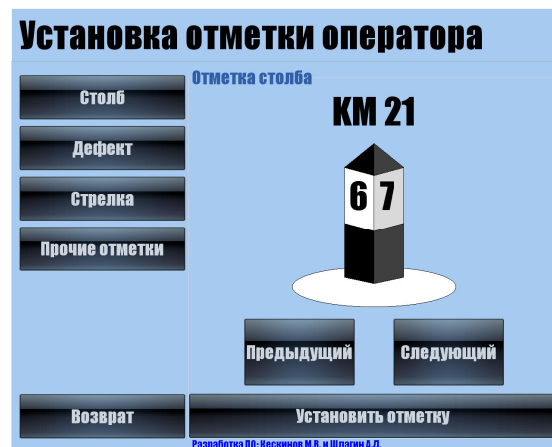 Установка отметки оператора
Отметка столба
Столб
КМ 21
Дефект
6 7
Стрелка
Прочие отметки
Предыдущий
Следующий
Возврат
Установить отметку
Разработка ПО: Кескинов М.В. и Шпагин А.Д.